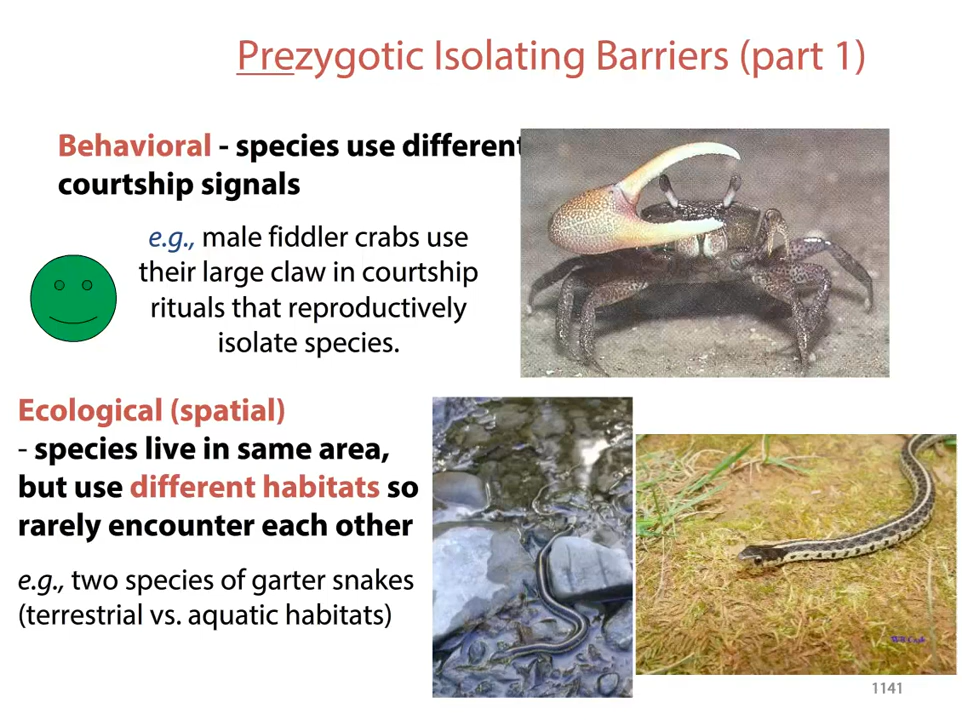 Prezygotic Isolating Barriers (part 1)
Behavioral - species use different
courtship signals
e.g., male fiddler crabs use
their large claw in courtship
rituals that reproductively
isolate species.
Ecological (spatial)
- species live in same area,
but use different habitats so
rarely encounter each other
e.g., two species of garter snakes
(terrestrial vs. aquatic habitats)
1141